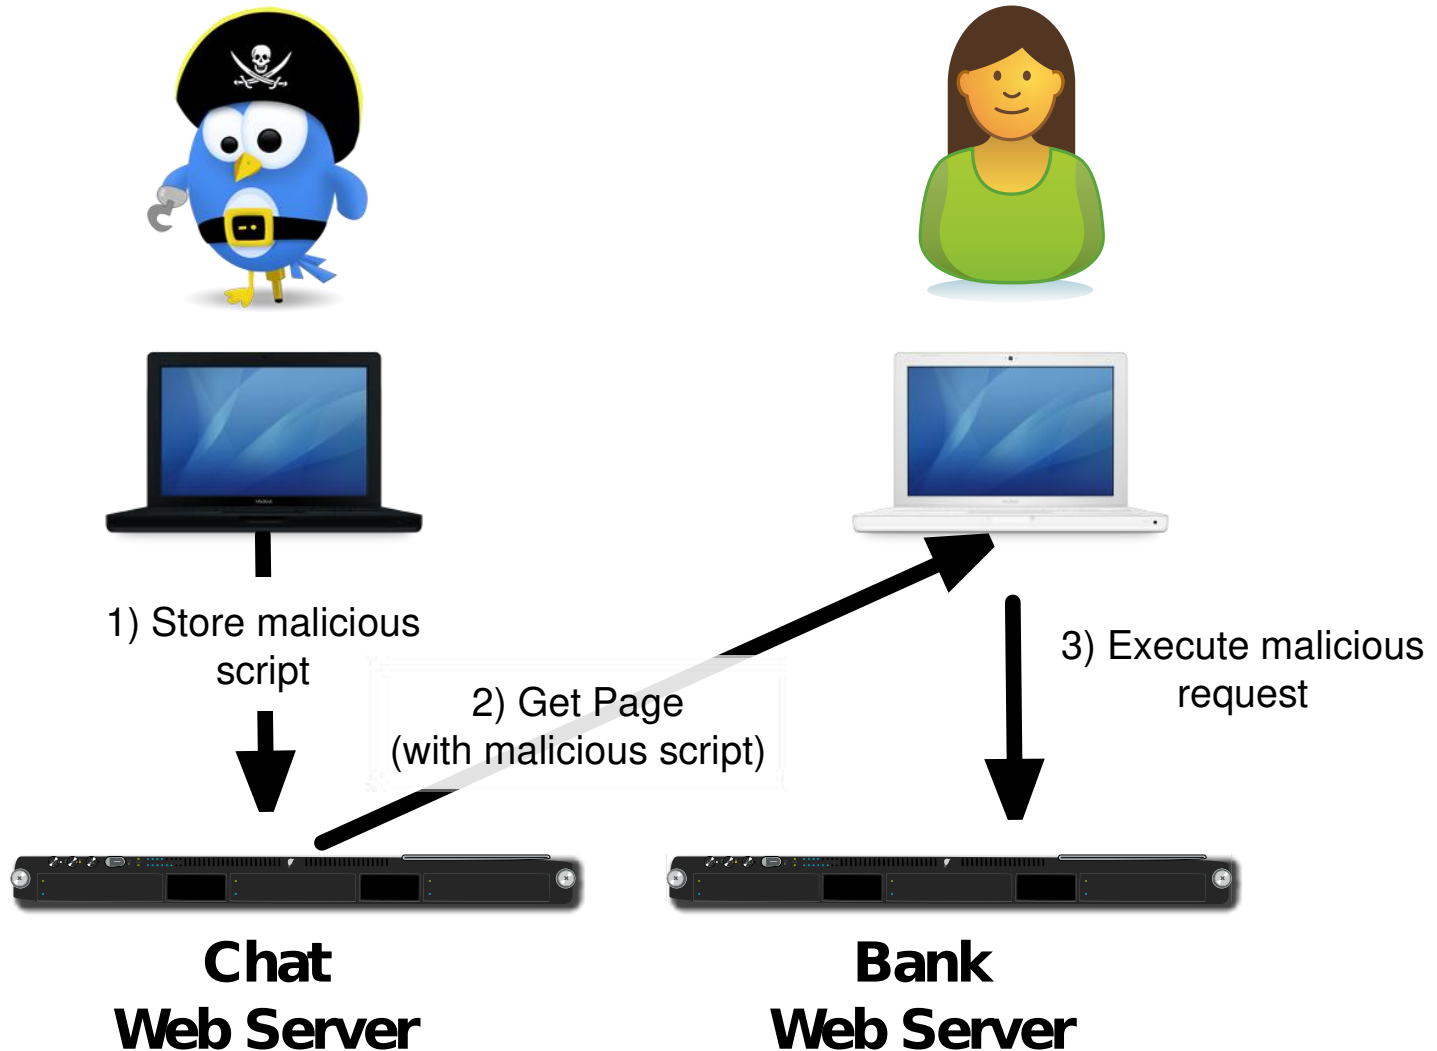 1) Store malicious
script
2) Get Page
(with malicious script)
3) Execute malicious
request
Chat
Web Server
Bank
Web Server